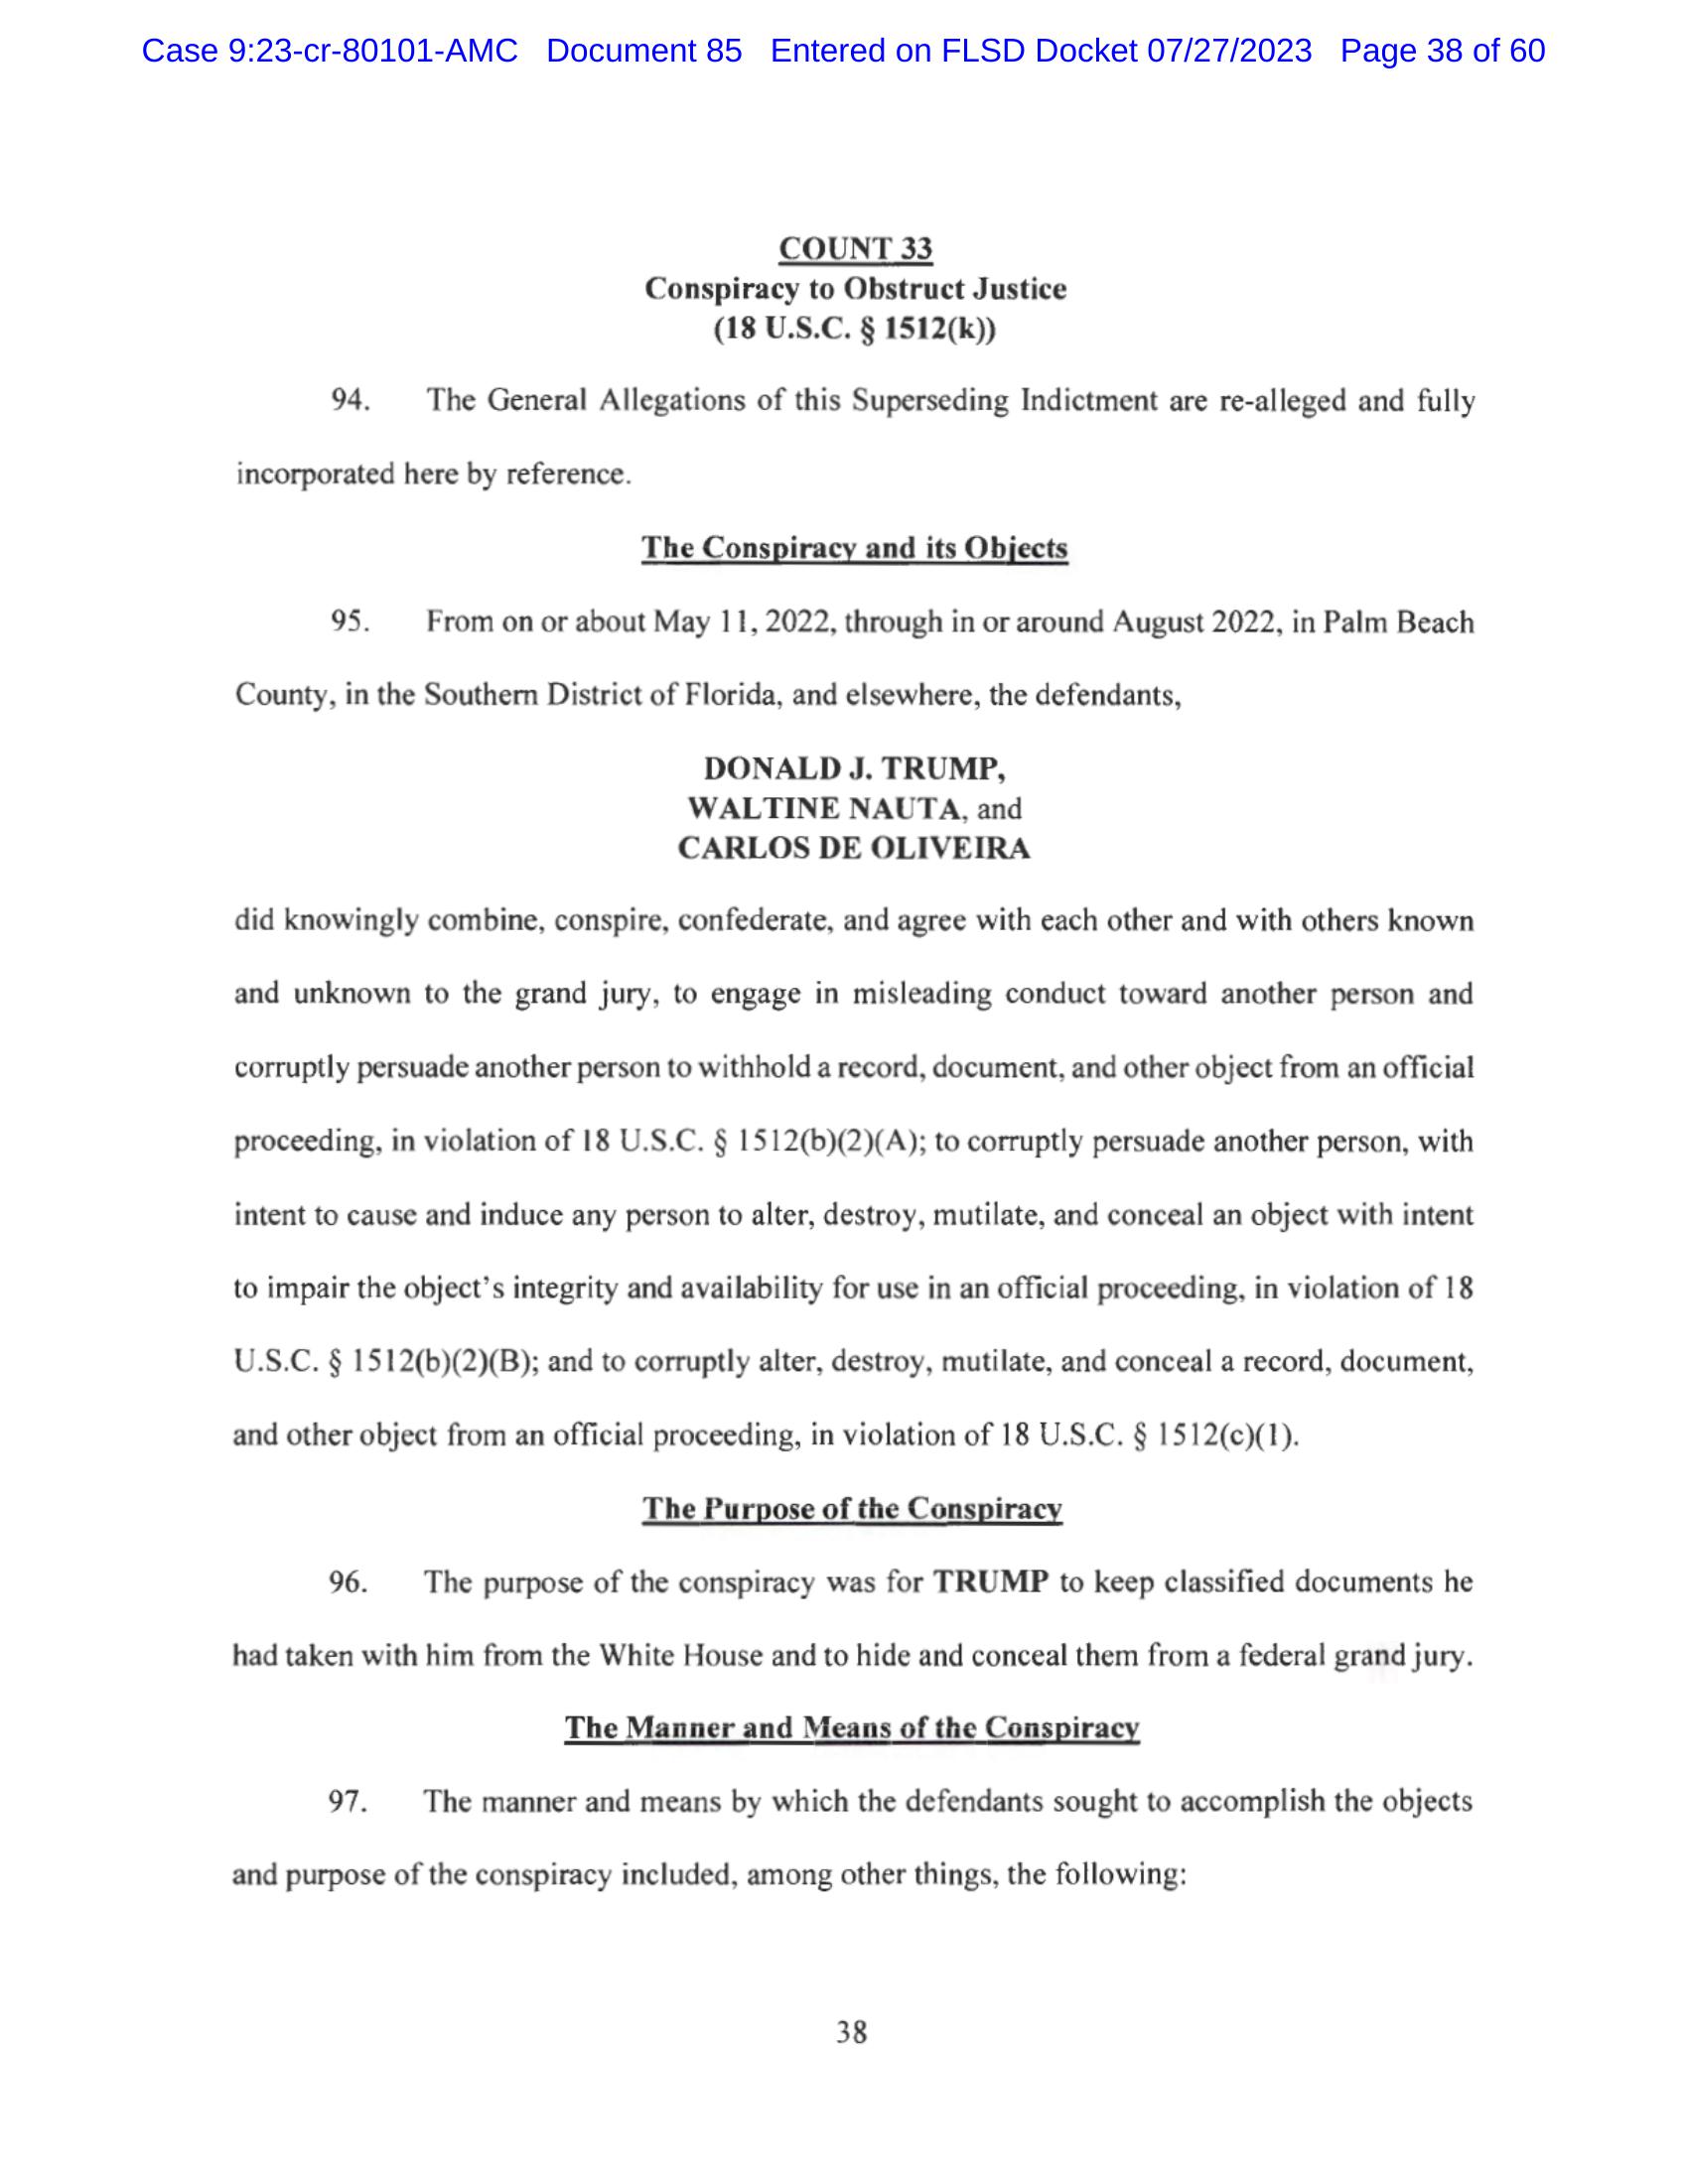 Case 9:23-cr-80101-AMC   Document 85   Entered on FLSD Docket 07/27/2023   Page 38 of 60
COUNT 33
Conspiracy to Obstruct Justice
(18 U.S.C. § 1512(k))
94. The General Allegations of this Superseding Indictment are re-alleged and fully
incorporated here by reference.
The Conspiracy and its Objects
95. From on or about May 11, 2022, through in or around August 2022, in Palm Beach
County, in the Southern District of Florida, and elsewhere, the defendants,
DONALD J. TRUMP,
WALTINE NAUTA, and
CARLOS DE OLIVEIRA
did knowingly combine, conspire, confederate, and agree with each other and with others known
and unknown to the grand jury, to engage in misleading conduct toward another person and
corruptly persuade another person to withhold a record, document, and other object from an official
proceeding, in violation of 18 U.S.C. § 1512(b)(2)(A); to corruptly persuade another person, with
intent to cause and induce any person to alter, destroy, mutilate, and conceal an object with intent
to impair the object’s integrity and availability for use in an official proceeding, in violation of 18
U.S.C. § 1512(b)(2)(B); and to corruptly alter, destroy, mutilate, and conceal a record, document,
and other object from an official proceeding, in violation of 18 U.S.C. § 1512(c)(1).
The Purpose of the Conspiracy
96. The purpose of the conspiracy was for TRUMP to keep classified documents he
had taken with him from the White House and to hide and conceal them from a federal grand jury.
The Manner and Means of the Conspiracy
97. The manner and means by which the defendants sought to accomplish the objects
and purpose of the conspiracy included, among other things, the following:
38